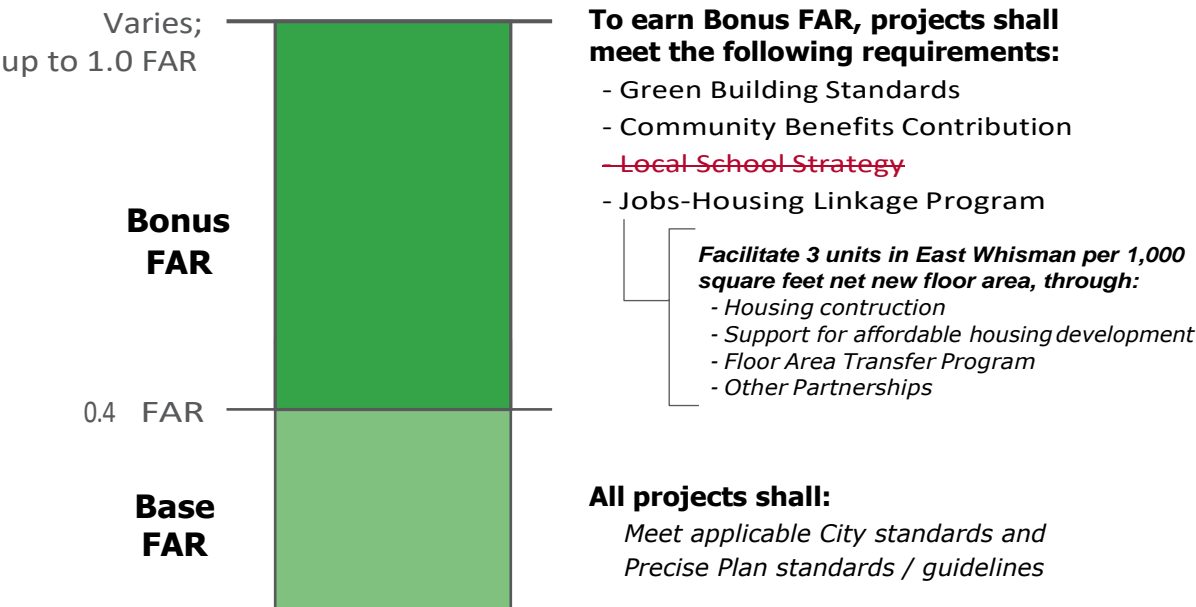 Varies;
up to 1.0 FAR
Bonus
FAR
0.4 FAR
Base
FAR
To earn Bonus FAR, projects shall
meet the following requirements:
- Green Building Standards
- Community Benefits Contribution
- Local School Strategy
- Jobs-Housing Linkage Program
Facilitate 3 units in East Whisman per 1,000
square feet net new floor area, through:
- Housing contruction
- Support for affordable housing development
- Floor Area Transfer Program
- Other Partnerships
All projects shall:
Meet applicable City standards and
Precise Plan standards / guidelines